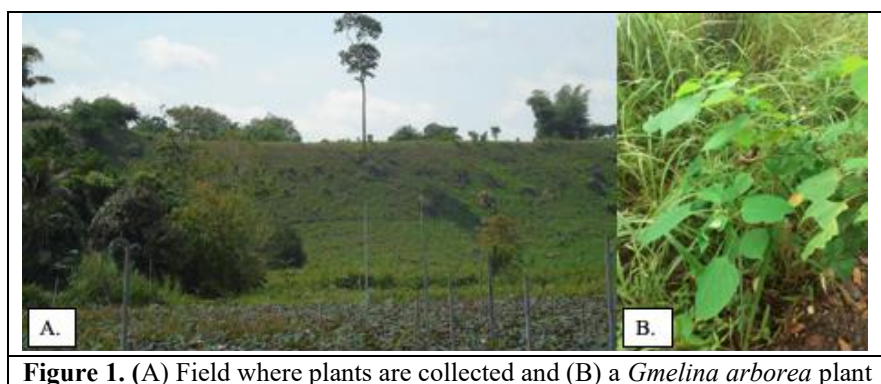 A.
B.
Figure 1. (A) Field where plants are collected and (B) a Gmelina arborea plant